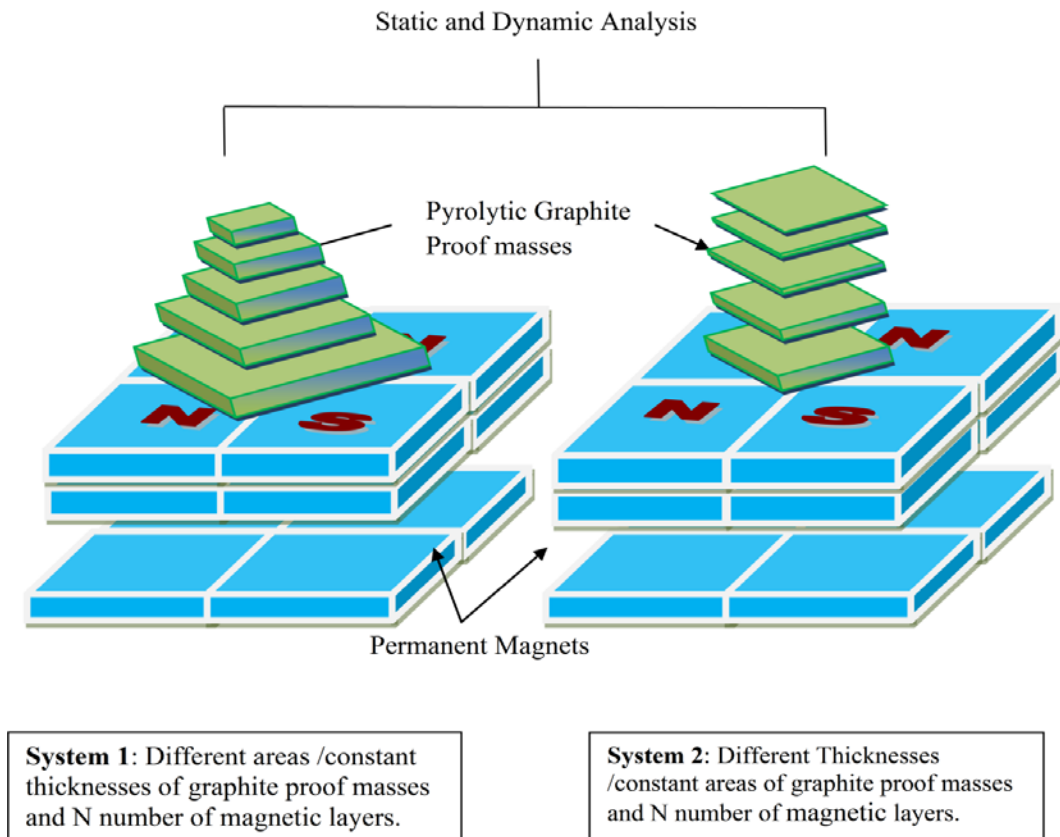 Static and Dynamic Analysis
Pyrolytic Graphite
Proof masses
N
S
N
N
S
Permanent Magnets
System 1: Different areas /constant
thicknesses of graphite proof masses
and N number of magnetic layers.
System 2: Different Thicknesses
/constant areas of graphite proof masses
and N number of magnetic layers.